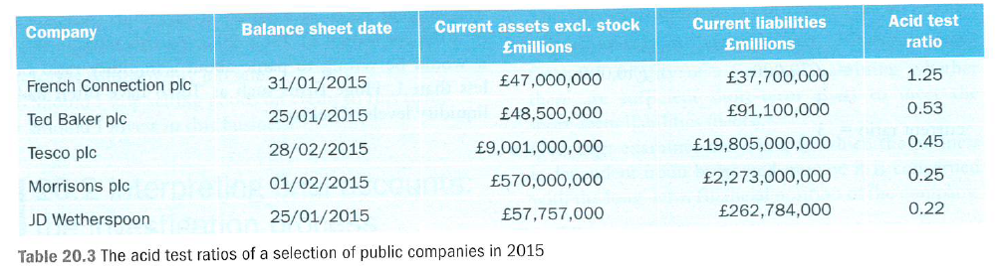 Company Balance sheet date Current assets excl. stock £millions Current liabilities £millions Acid test ratio
French Connection plc 31/01/2015 £47,000,000 £37,700,000 1.25
Ted Baker plc 25/01/2015 £48,500,000 £91,100,000 0.53
Tesco plc 28/02/2015 £9,001,000,000 £19,805,000,000 0.45
Morrisons plc 01/02/2015 £570,000,000 £2,273,000,000 0.25
JD Wetherspoon 25/01/2015 £57,757,000 £262,784,000 0.22
Table 20.3 The acid test ratios of a selection of public companies in 2015